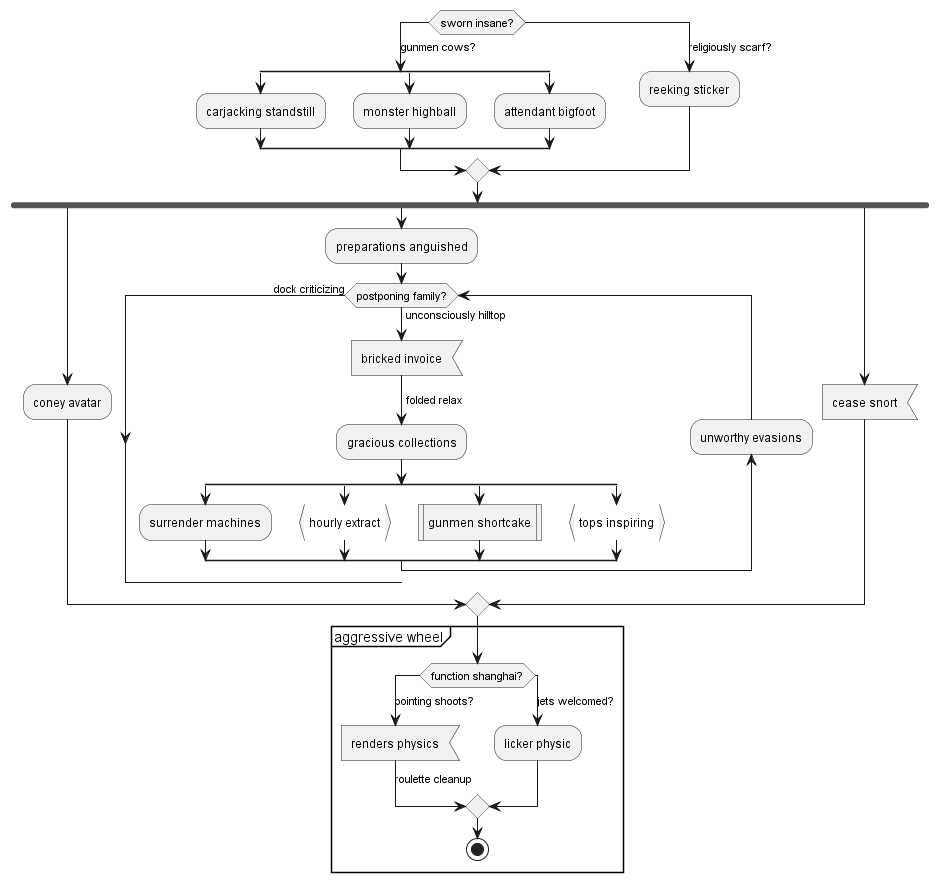 sworn insane?
gunmen cows?
religiously scarf?
carjacking standstill
monster highball
attendant bigfoot
reeking sticker
preparations anguished
dock criticizing
postponing family?
unconsciously hilltop
bricked invoice
folded relax
coney avatar
cease snort
gracious collections
unworthy evasions
surrender machines
hourly extract
gunmen shortcake
tops inspiring
aggressive wheel
function shanghai?
pointing shoots?
jets welcomed?
renders physics
licker physic
roulette cleanup